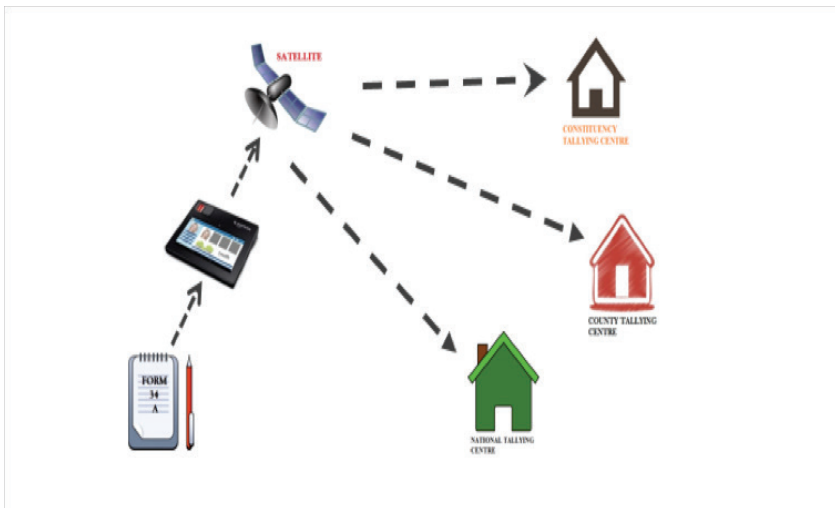 SATELLITE
CONSTITUENCY
TALLYING CENTRE
COUNTY TALLYING
CENTRE
FORM
34
A
NATIONAL TALLYING
CENTRE